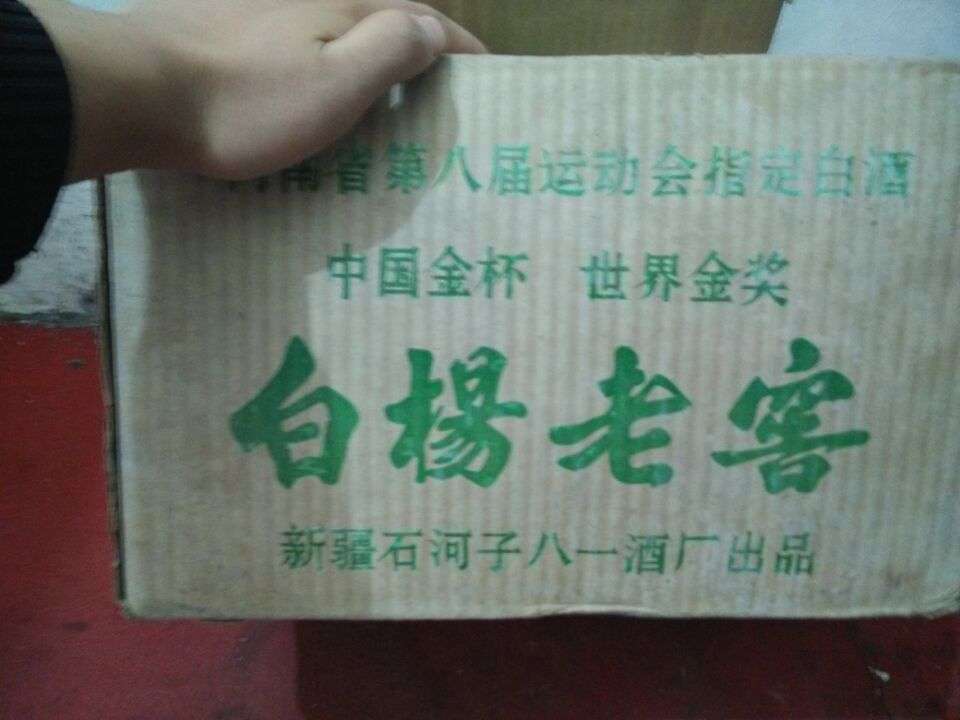 南省第八届运动会指定白酒
中国金杯 世界金奖
白楊老窖
新疆石河子八一酒厂出品